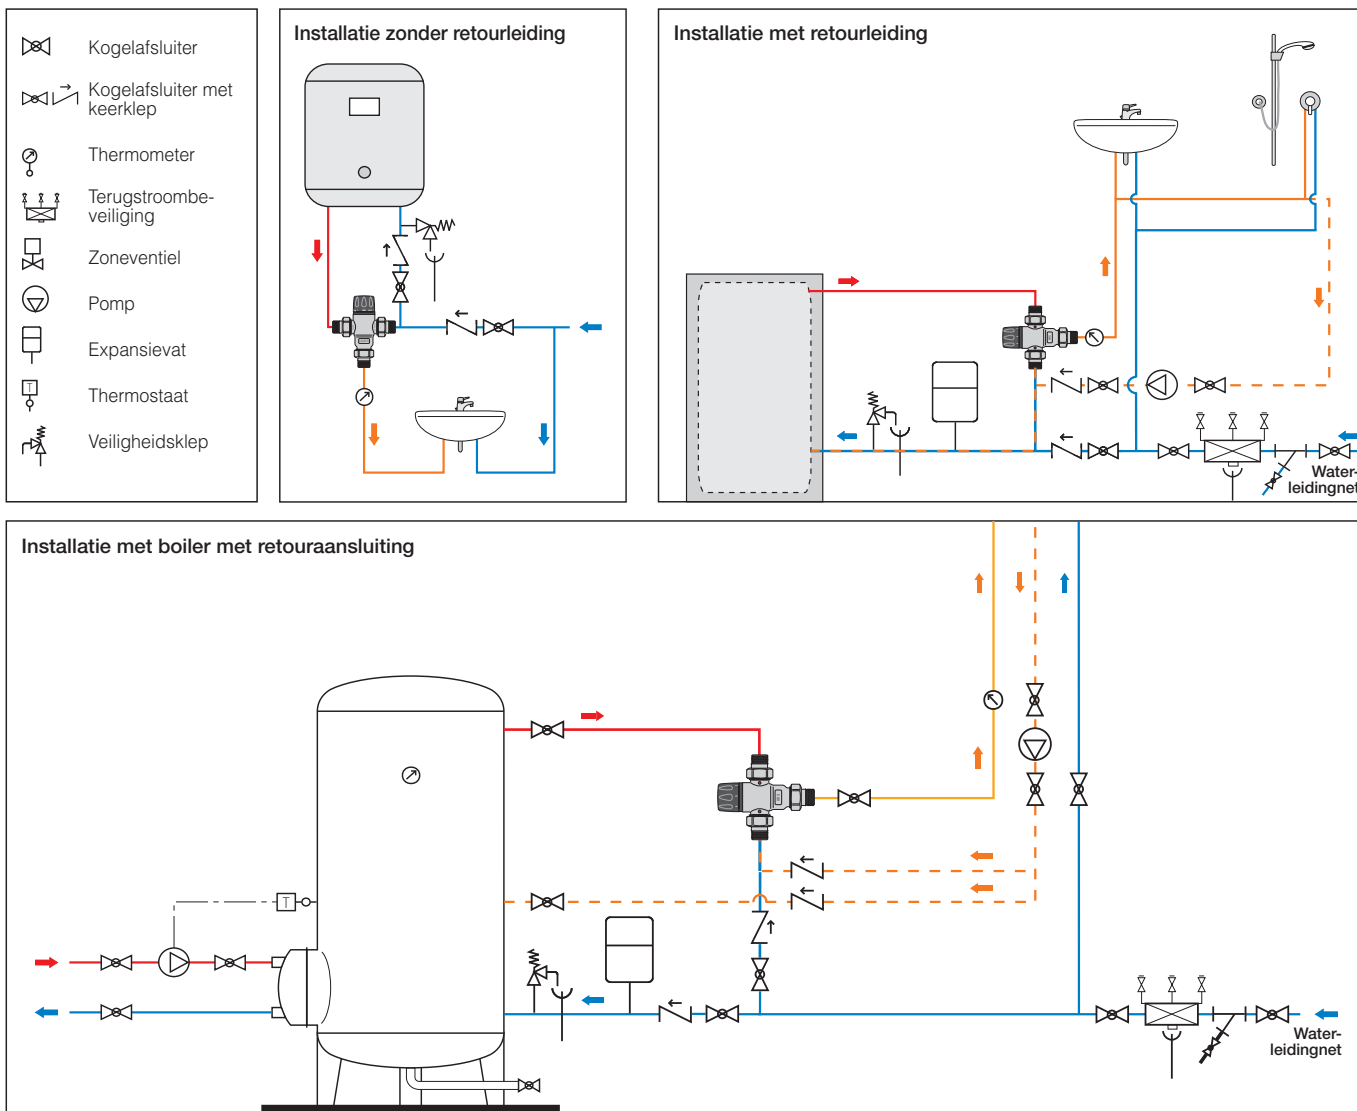 Kogelafsluiter
Kogelafsluiter met
keerklep
Thermometer
Terugstroombe-
veiliging
Zoneventiel
Pomp
Expansievat
T
Thermostaat
Veiligheidsklep
Installatie zonder retourleiding
Installatie met retourleiding
Water-
leidingnet
Installatie met boiler met retouraansluiting
T
Water-
leidingnet